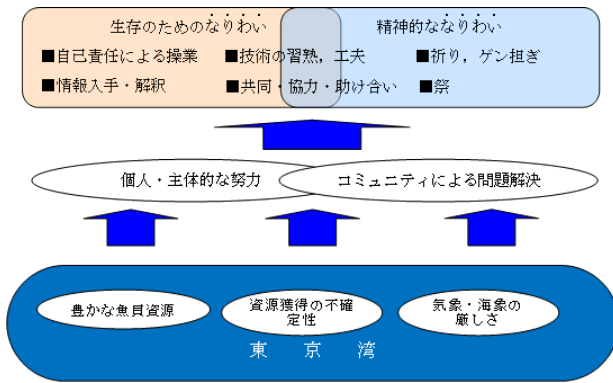 生存のためのなりわい
精神的ななりわい
■自己責任による操業
■技術の習熟，工夫
■祈り，ゲン担ぎ
■情報入手・解釈
■共同・協力・助け合い
■祭
個人・主体的な努力
コミュニティによる問題解決
豊かな魚貝資源
資源獲得の不確
定性
気象・海象の
厳しさ
東京湾